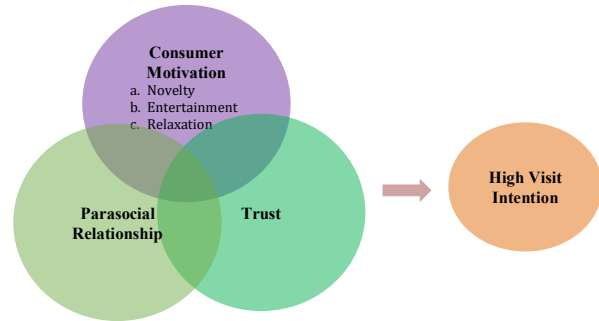 Consumer
Motivation
a. Novelty
b. Entertainment
c. Relaxation
Parasocial
Relationship
Trust
High Visit
Intention